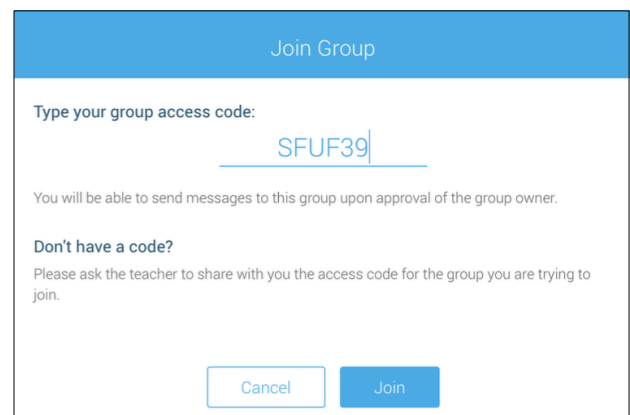 Join Group
Type your group access code:
SFUF39
You will be able to send messages to this group upon approval of the group owner.
Don't have a code?
Please ask the teacher to share with you the access code for the group you are trying to
join.
Cancel Join